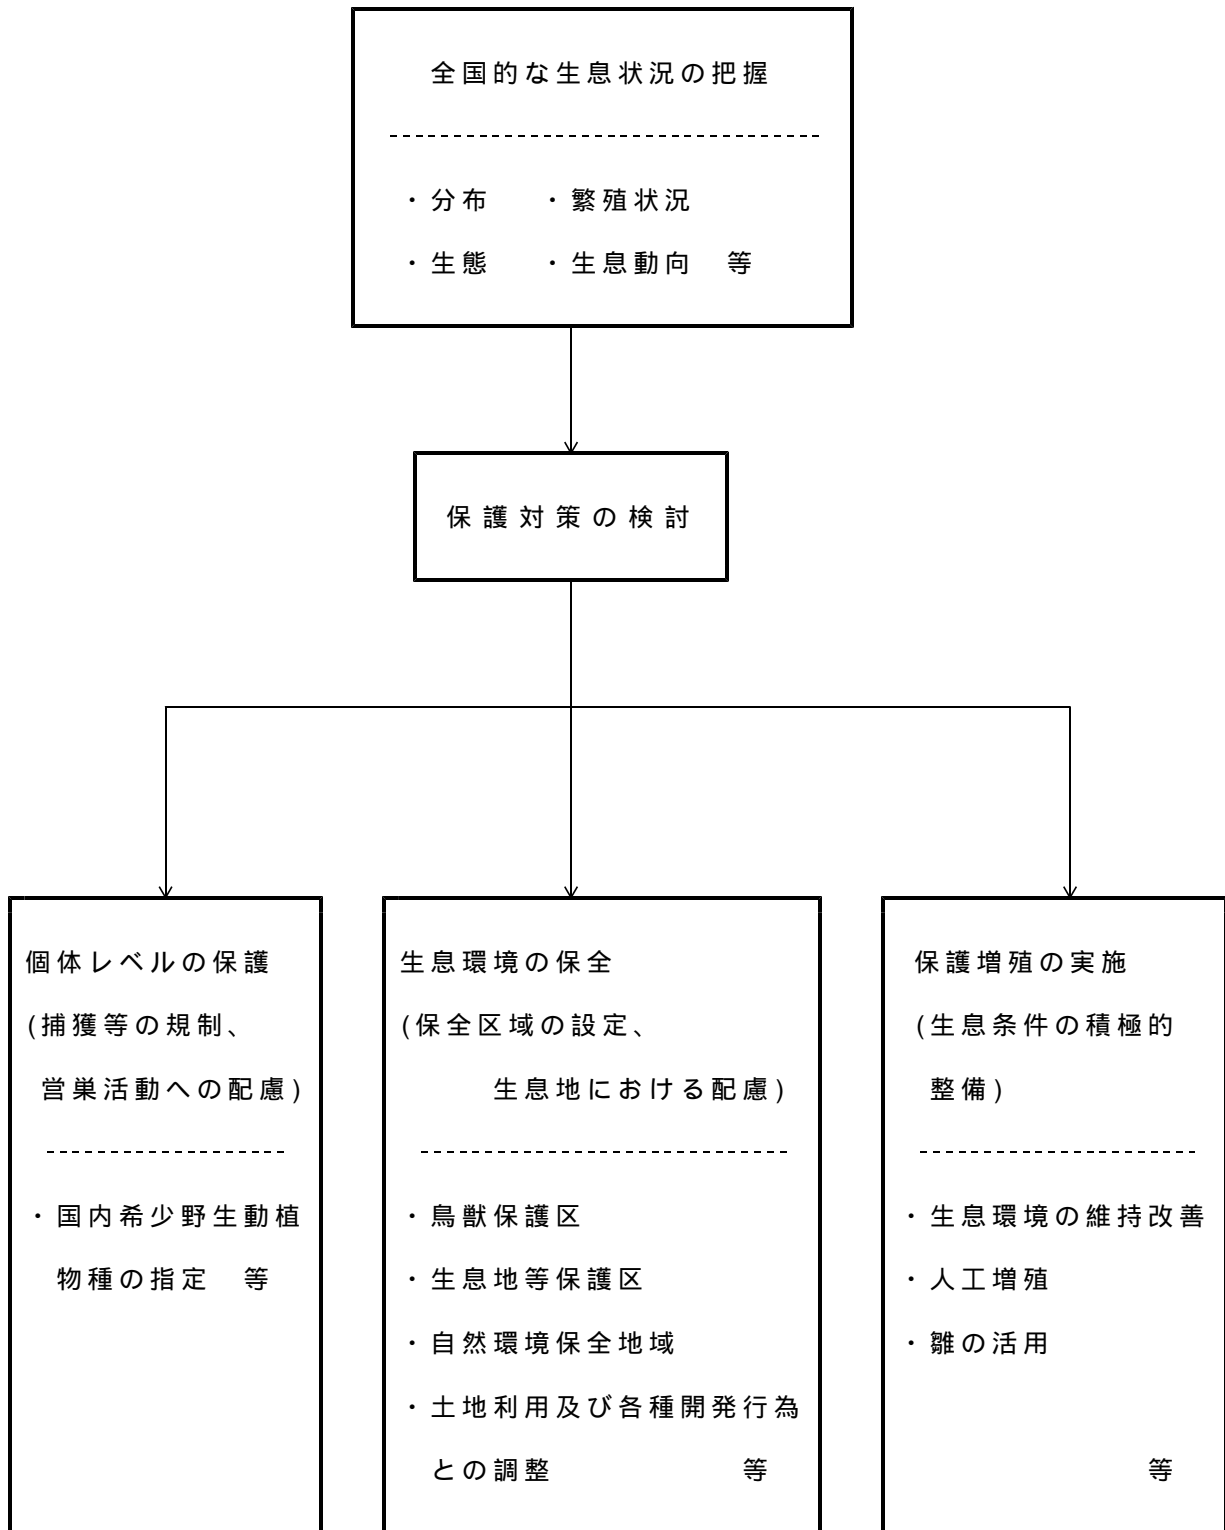 全国的な生息状況の把握
・分布　・繁殖状況
・生態　・生息動向　等
保護対策の検討
個体レベルの保護
(捕獲等の規制、
営巣活動への配慮)
・国内希少野生動植
物種の指定　等
生息環境の保全
(保全区域の設定、
生息地における配慮)
・鳥獣保護区
・生息地等保護区
・自然環境保全地域
・土地利用及び各種開発行為
との調整　等
保護増殖の実施
(生息条件の積極的
整備)
・生息環境の維持改善
・人工増殖
・雛の活用
等